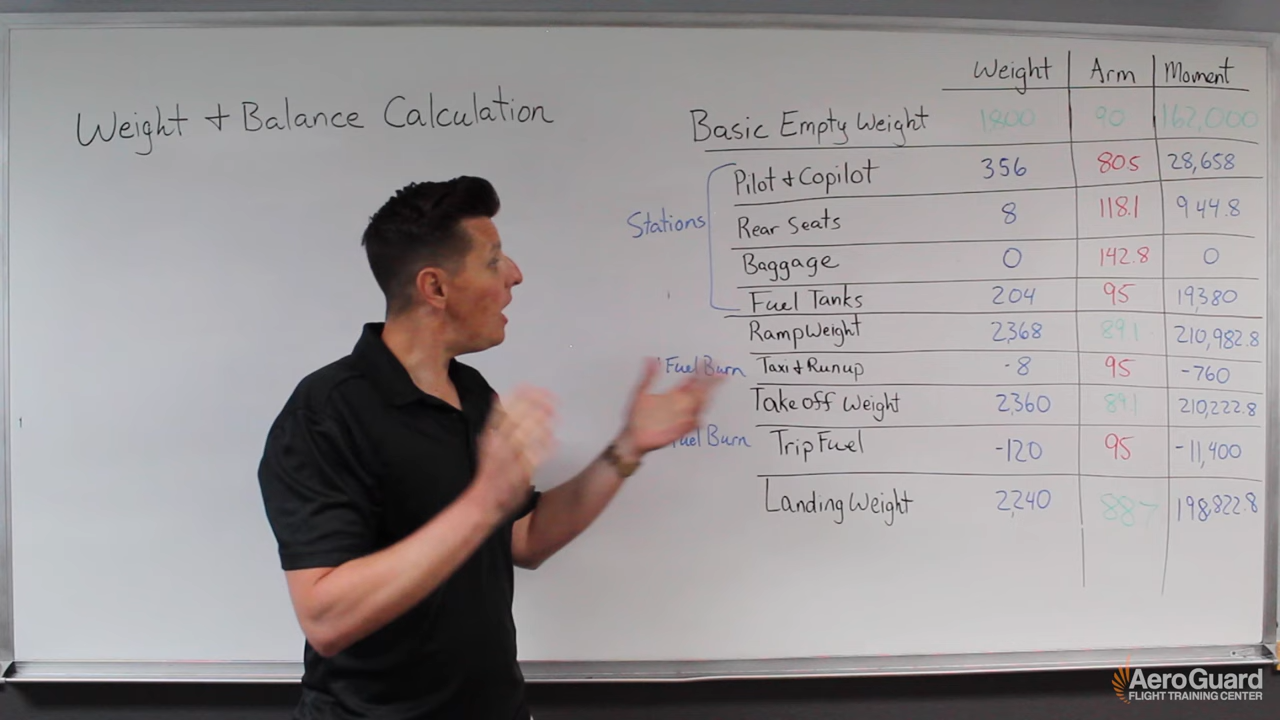 Weight + Balance Calculation
Weight Arm Moment
Basic Empty Weight 1800 90 162,000
Stations
Pilot + Copilot 356 80.5 28,658
Rear Seats 8 118.1 944.8
Baggage 0 142.8 0
Fuel Tanks 204 95 19380
Ramp Weight 2,368 89.1 210,982.8
Fuel Burn Taxi + Runup -8 95 -760
Take off Weight 2,360 89.1 210,222.8
Fuel Burn Trip Fuel -120 95 -11,400
Landing Weight 2,240 88.7 198,822.8
AeroGuard
FLIGHT TRAINING CENTER